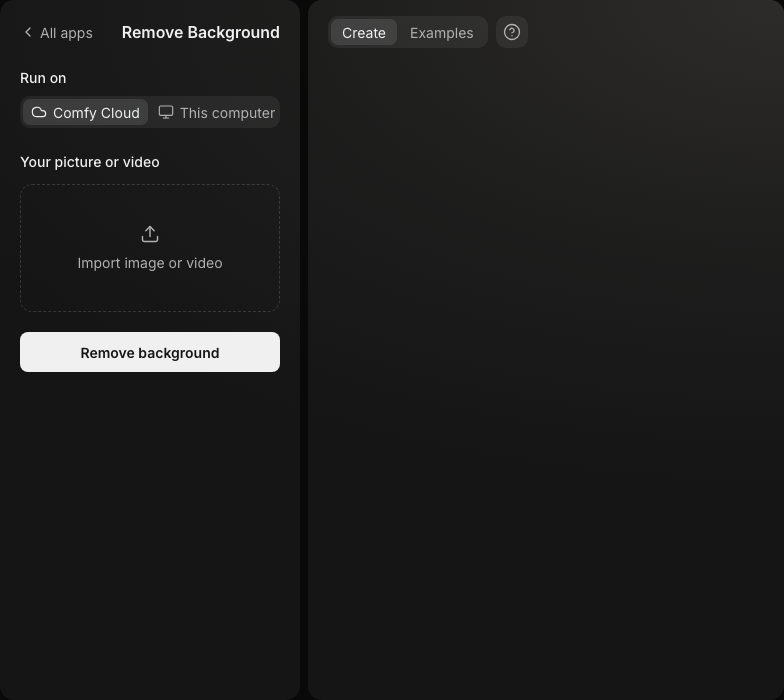 All apps
Remove Background
Run on
Comfy Cloud
This computer
Your picture or video
Import image or video
Remove background
Create
Examples